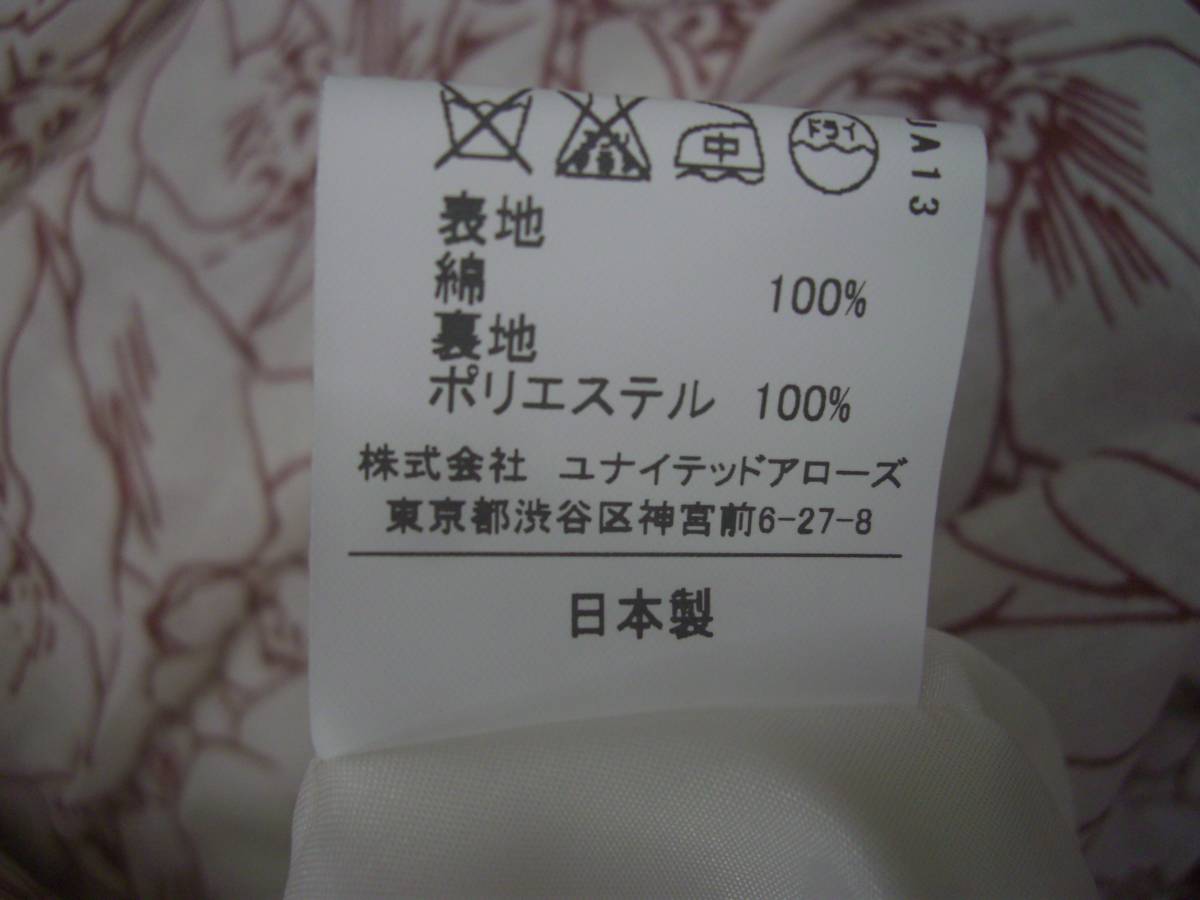 中 ドライ
JA13
表地
綿 100%
裏地
ポリエステル 100%
株式会社 ユナイテッドアローズ
東京都渋谷区神宮前6-27-8
日本製